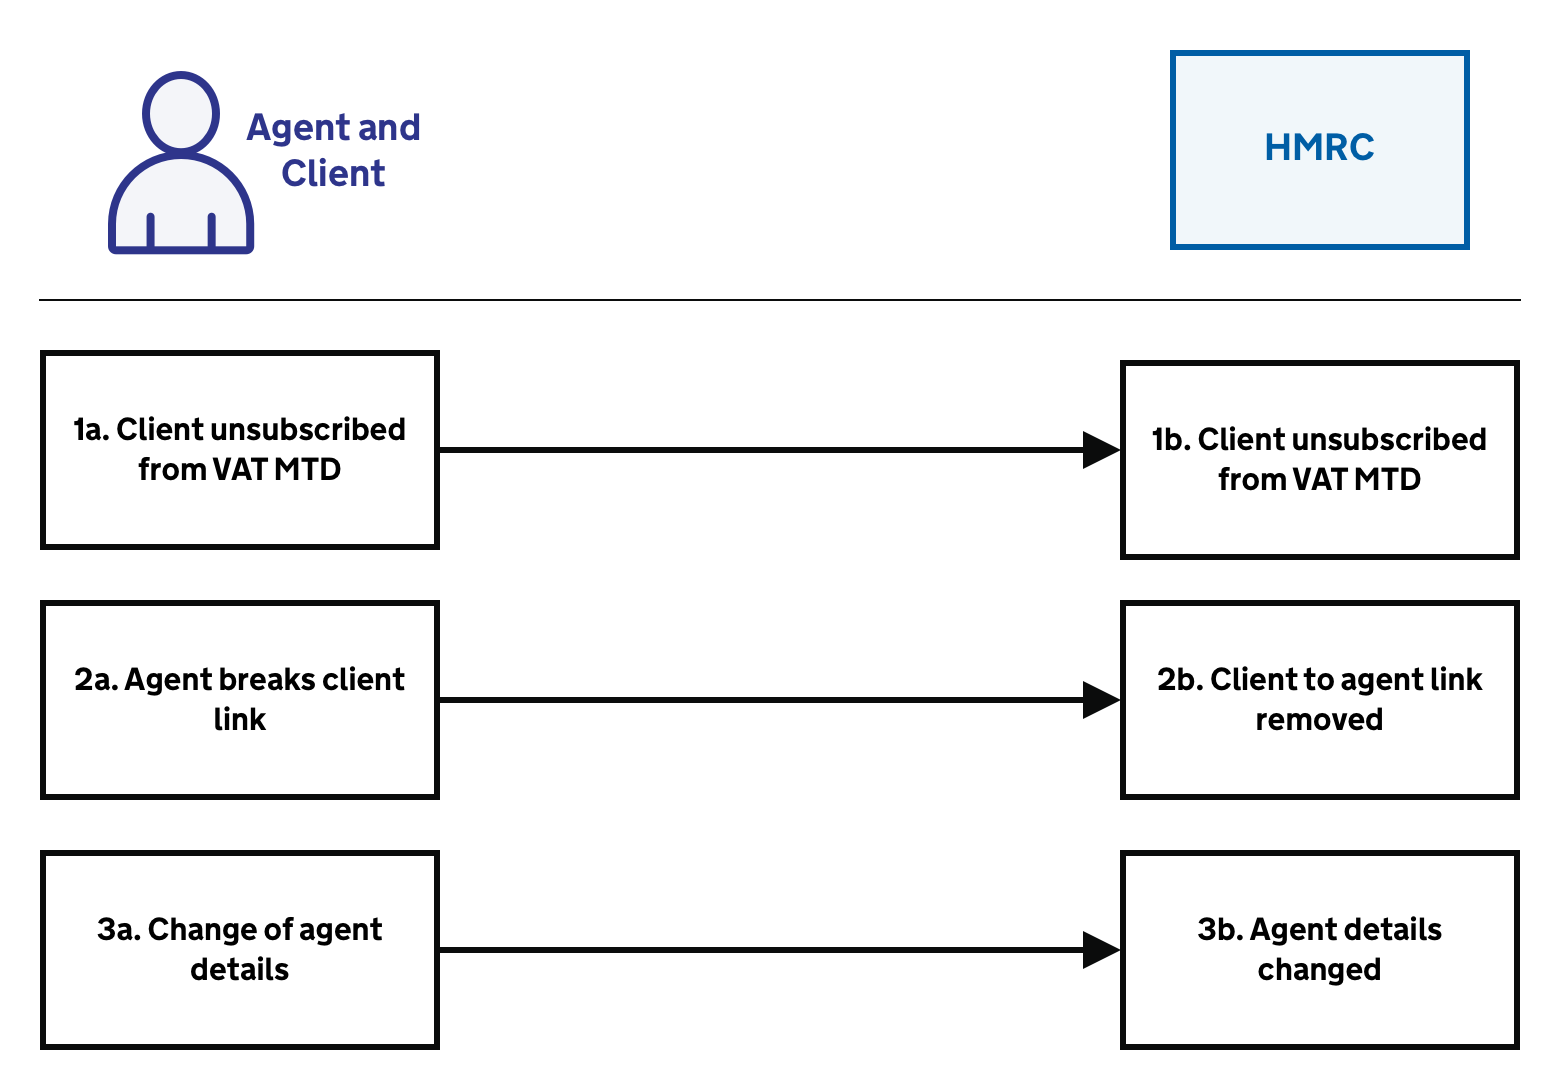 Agent and
Client
HMRC
1a. Client unsubscribed
from VAT MTD
1b. Client unsubscribed
from VAT MTD
2a. Agent breaks client
link
2b. Client to agent link
removed
3a. Change of agent
details
3b. Agent details
changed